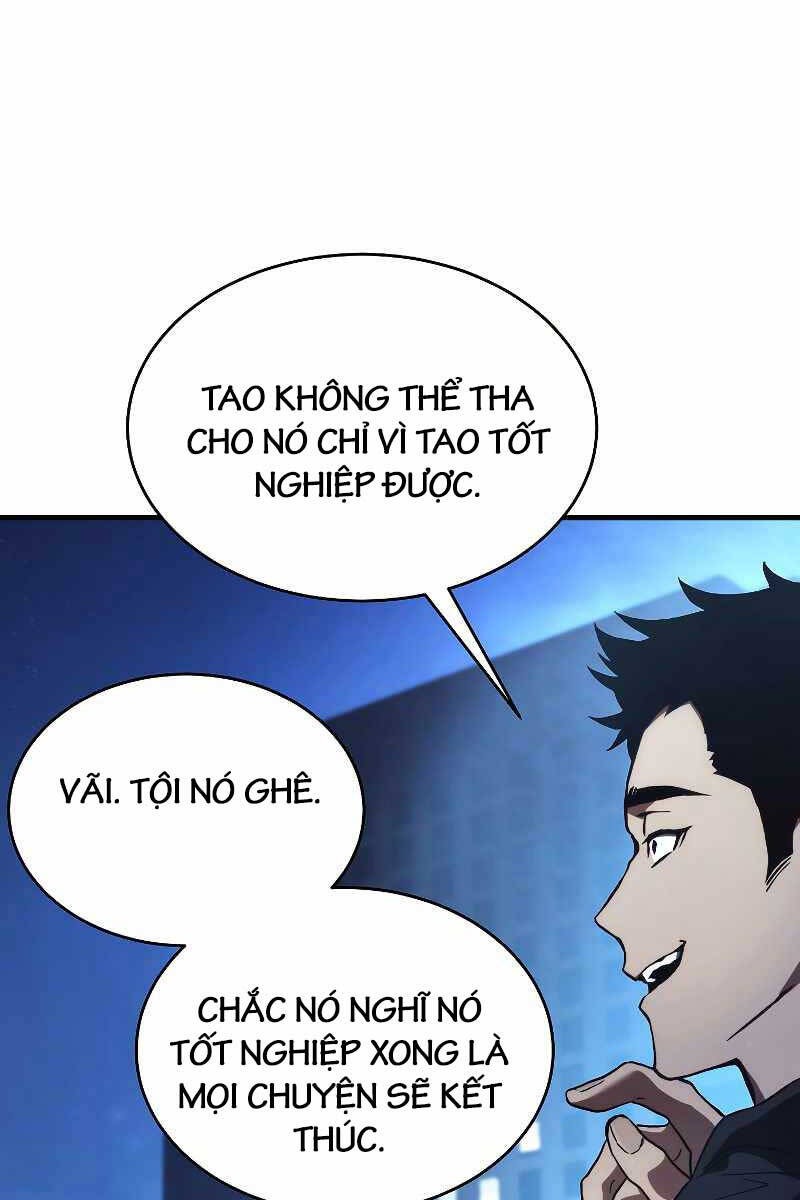 TAO KHÔNG THỂ THA
CHO NÓ CHỈ VÌ TAO TỐT
NGHIỆP ĐƯỢC.
VÃI. TỘI NÓ GHÊ.
CHẮC NÓ NGHĨ NÓ
TỐT NGHIỆP XONG LÀ
MỌI CHUYỆN SẼ KẾT
THÚC.